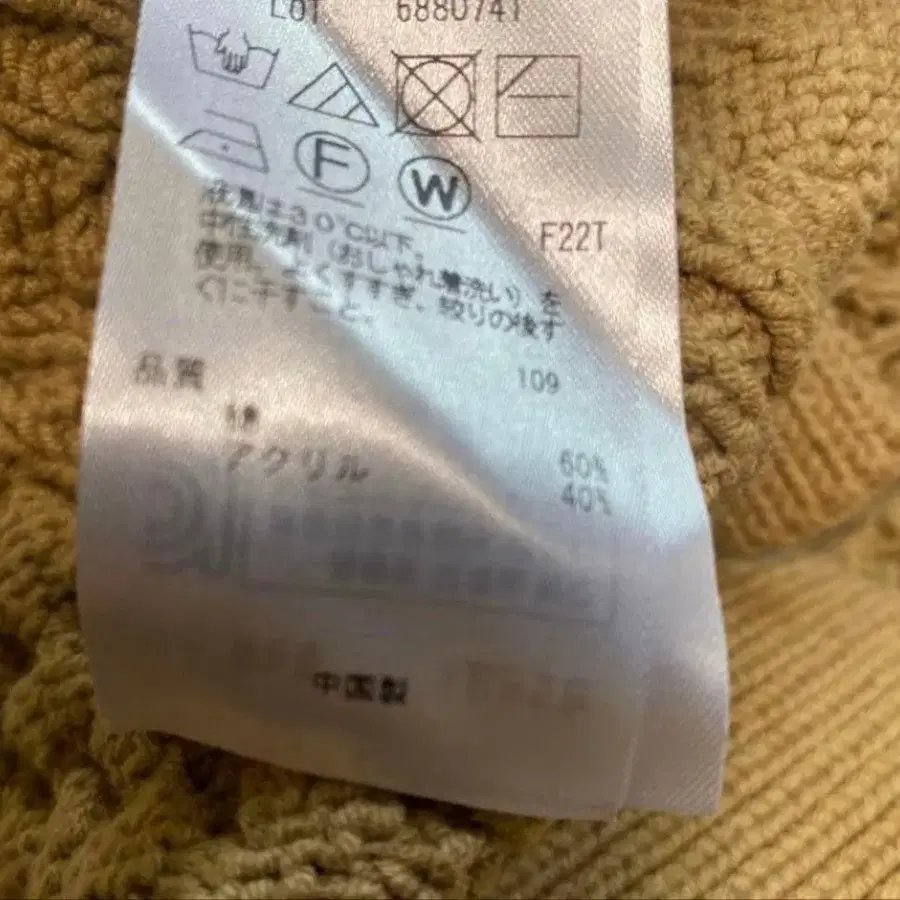 LOT 6880741
F
W
液温は30℃以下、
中性洗剤（おしゃれ着洗い）を
使用。よくすすぎ、絞りの後す
ぐに干すこと。
F22T
品質 109
綿 60%
アクリル 40%
中国製